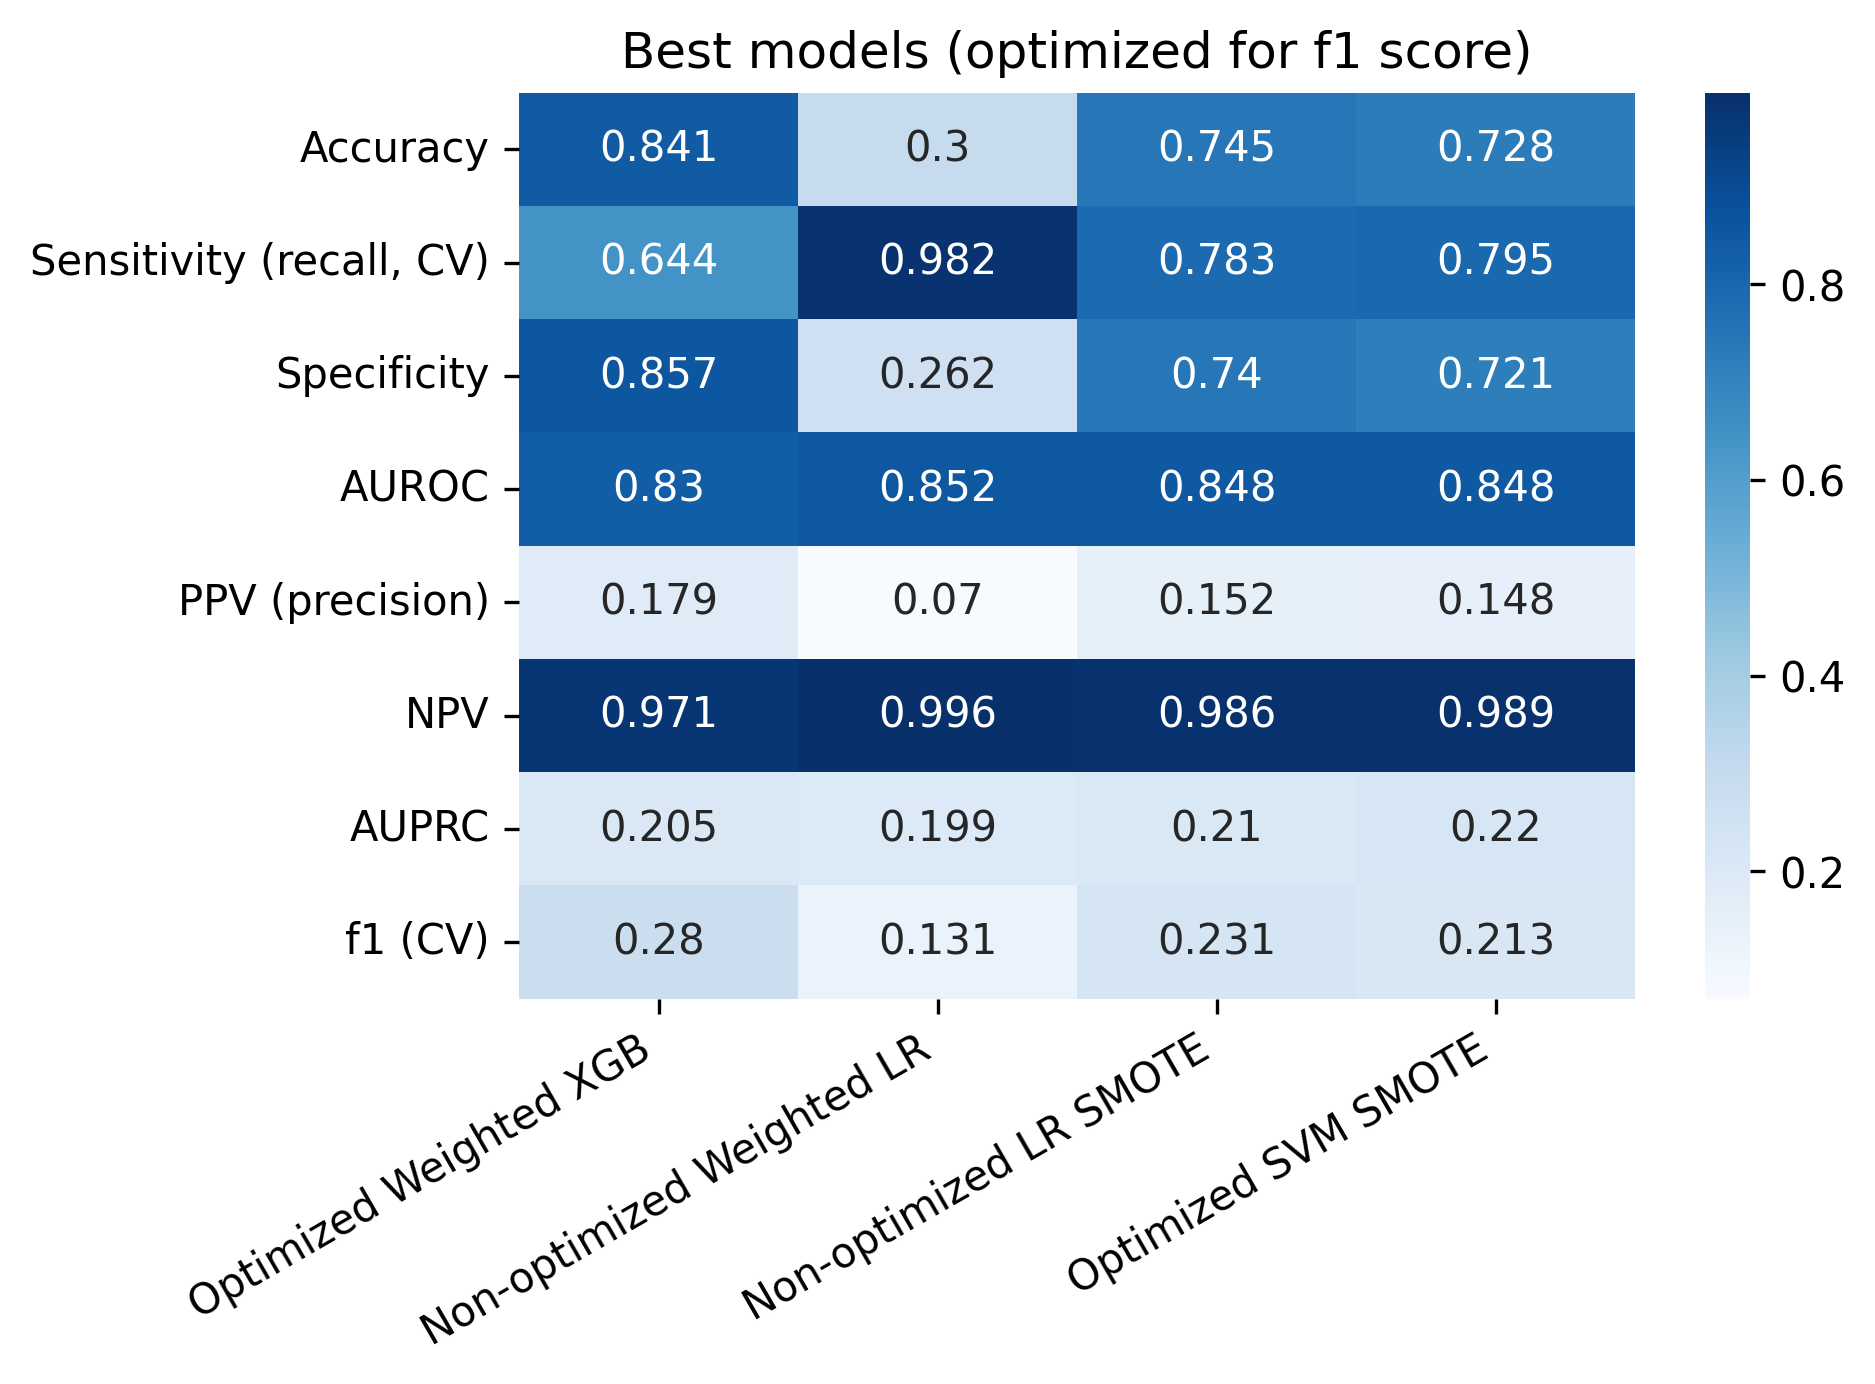 Best models (optimized for f1 score)
Accuracy 0.841 0.3 0.745 0.728
Sensitivity (recall, CV) 0.644 0.982 0.783 0.795
Specificity 0.857 0.262 0.74 0.721
AUROC 0.83 0.852 0.848 0.848
PPV (precision) 0.179 0.07 0.152 0.148
NPV 0.971 0.996 0.986 0.989
AUPRC 0.205 0.199 0.21 0.22
f1 (CV) 0.28 0.131 0.231 0.213
Optimized Weighted XGB
Non-optimized Weighted LR
Non-optimized LR SMOTE
Optimized SVM SMOTE
0.8
0.6
0.4
0.2